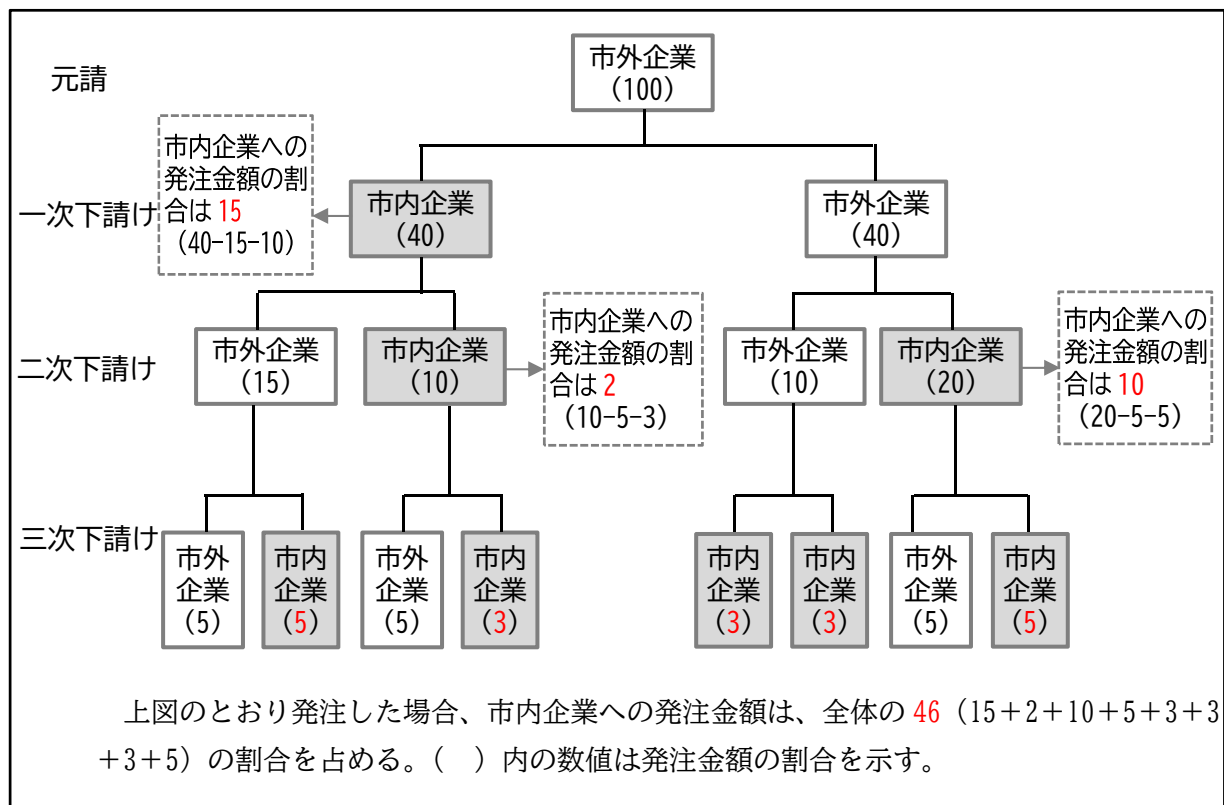 元請
市外企業
(100)
市内企業への
発注金額の割
合は 15
(40-15-10)
一次下請け
市内企業
(40)
市外企業
(40)
二次下請け
市外企業
(15)
市内企業
(10)
市内企業への
発注金額の割
合は 2
(10-5-3)
市外企業
(10)
市内企業
(20)
市内企業への
発注金額の割
合は 10
(20-5-5)
三次下請け
市外
企業
(5)
市内
企業
(5)
市外
企業
(5)
市内
企業
(3)
市内
企業
(3)
市内
企業
(3)
市外
企業
(5)
市内
企業
(5)
上図のとおり発注した場合、市内企業への発注金額は、全体の 46（15＋2＋10＋5＋3＋3
＋3＋5）の割合を占める。（　）内の数値は発注金額の割合を示す。